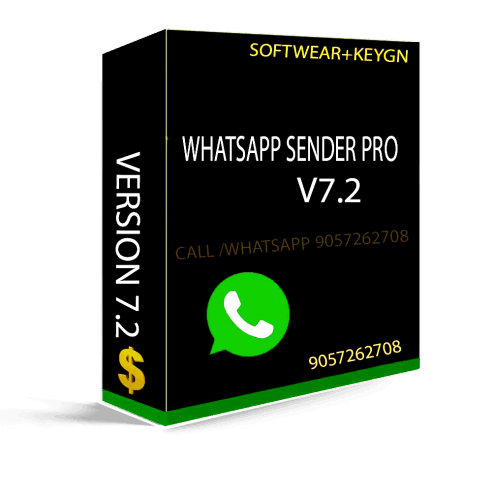 SOFTWEAR+KEYGN
WHATSAPP SENDER PRO
V7.2
CALL /WHATSAPP 9057262708
9057262708
VERSION 7.2
$